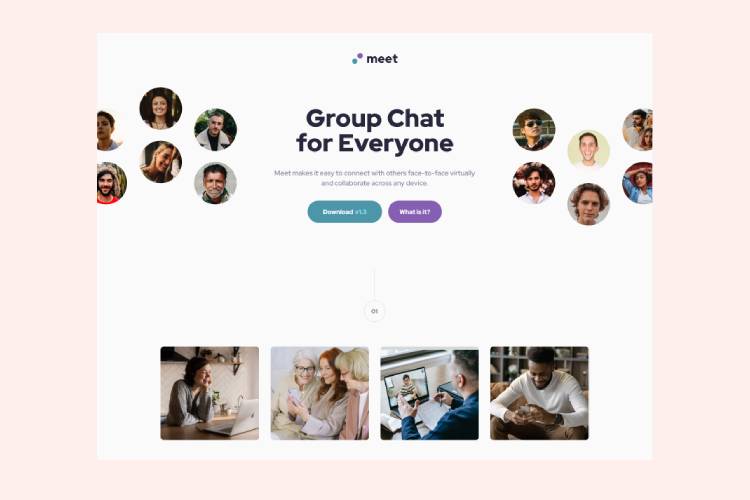 meet
Group Chat
for Everyone
Meet makes it easy to connect with others face-to-face virtually
and collaborate across any device.
Download v1.3
What is it?
01